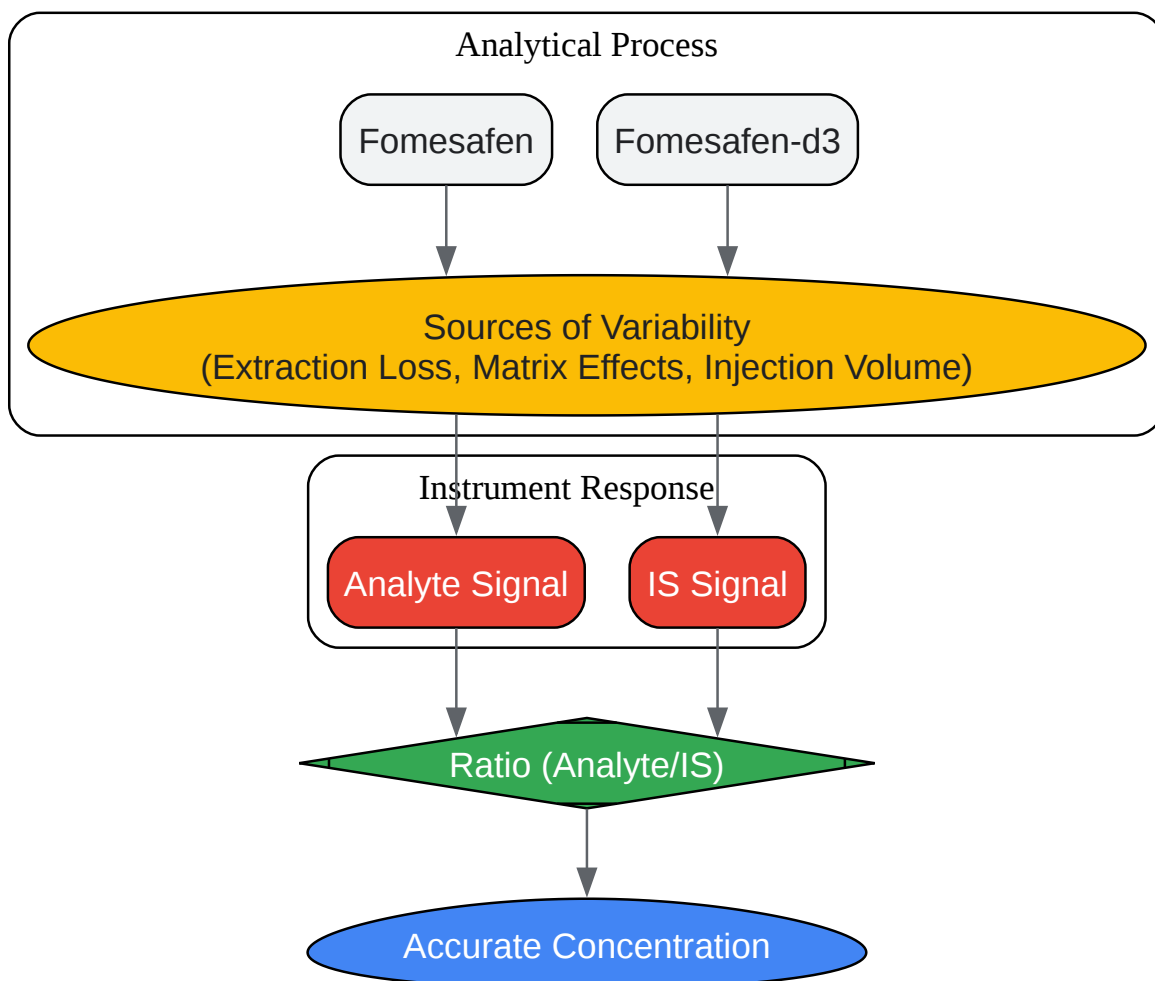 Analytical Process
Fomesafen
Fomesafen-d3
Sources of Variability
(Extraction Loss, Matrix Effects, Injection Volume)
Instrument Response
Analyte Signal
IS Signal
Ratio (Analyte/IS)
Accurate Concentration